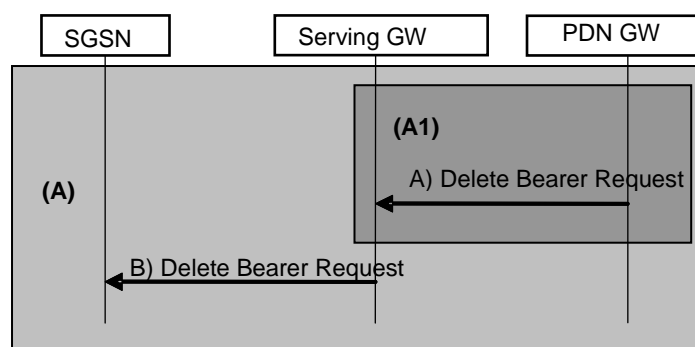 SGSN
Serving GW
PDN GW
(A1)
(A)
A) Delete Bearer Request
B) Delete Bearer Request